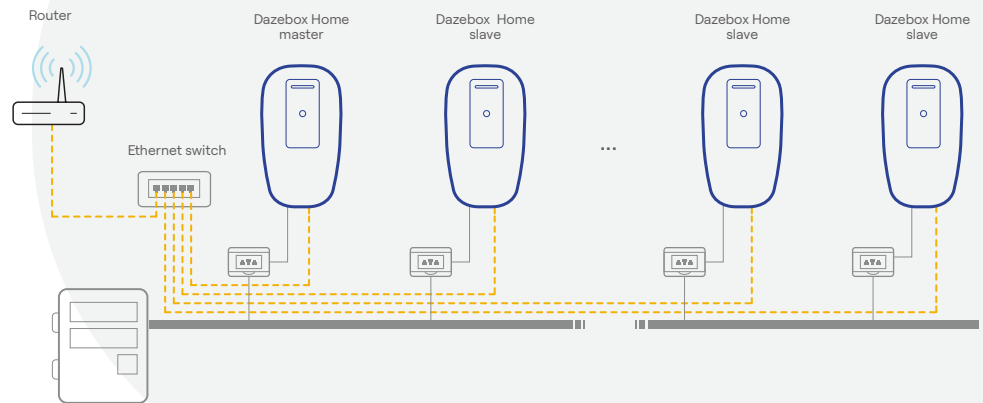 Router
Dazebox Home
master
Dazebox Home
slave
Dazebox Home
slave
Dazebox Home
slave
Ethernet switch
...